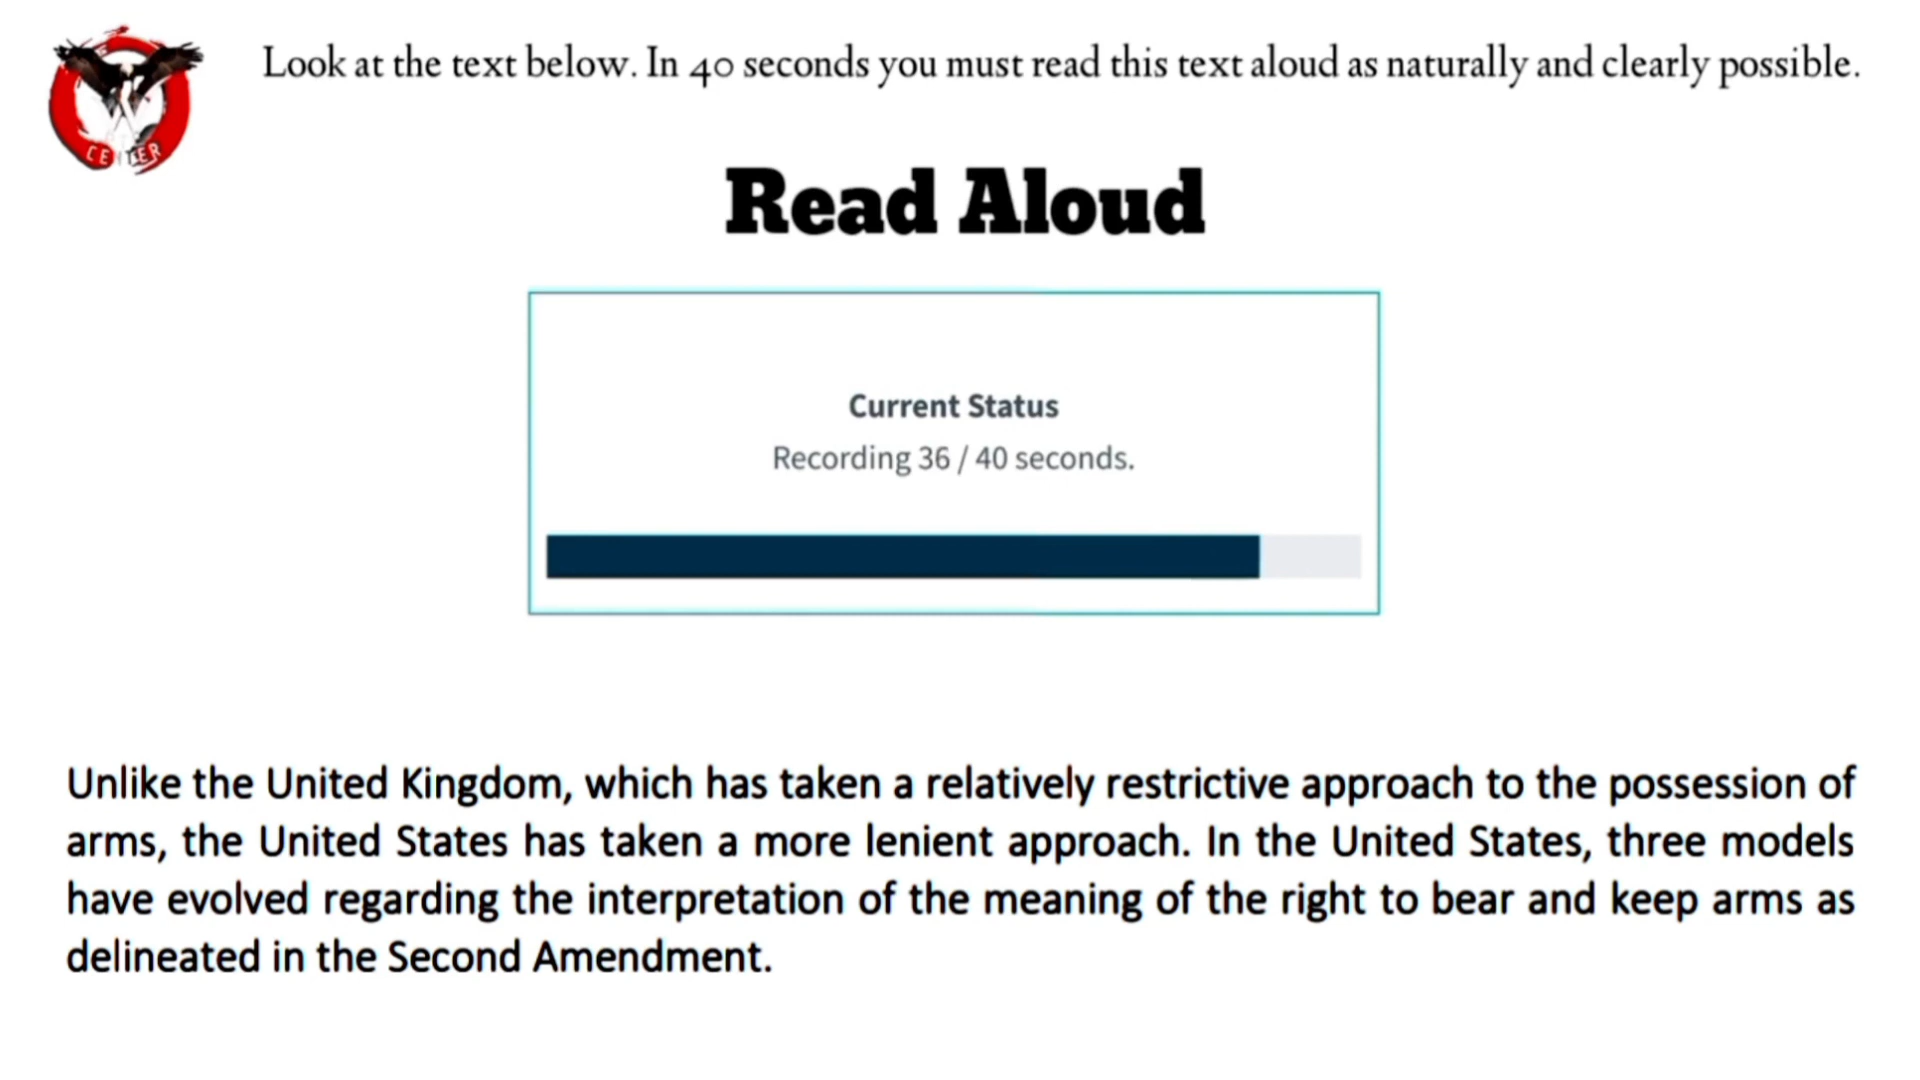 Look at the text below. In 40 seconds you must read this text aloud as naturally and clearly possible.
CENTER
Read Aloud
Current Status
Recording 36 / 40 seconds.
Unlike the United Kingdom, which has taken a relatively restrictive approach to the possession of
arms, the United States has taken a more lenient approach. In the United States, three models
have evolved regarding the interpretation of the meaning of the right to bear and keep arms as
delineated in the Second Amendment.